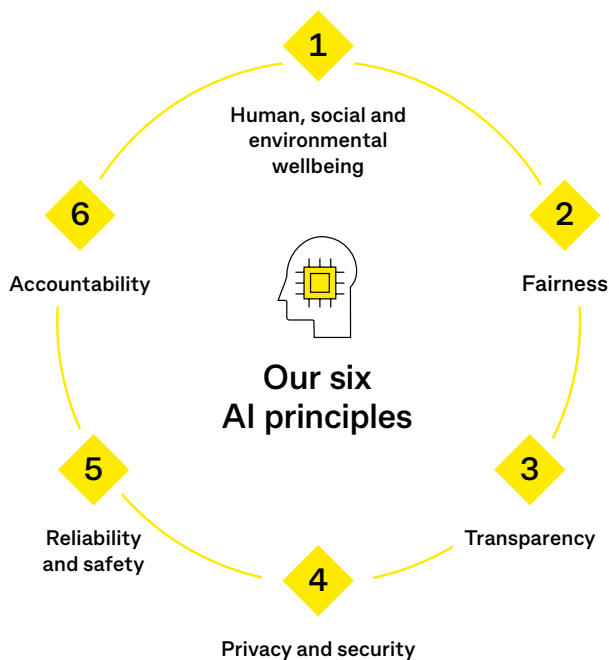 1
Human, social and
environmental
wellbeing
2
Fairness
3
Transparency
4
Privacy and security
5
Reliability
and safety
6
Accountability
Our six
AI principles